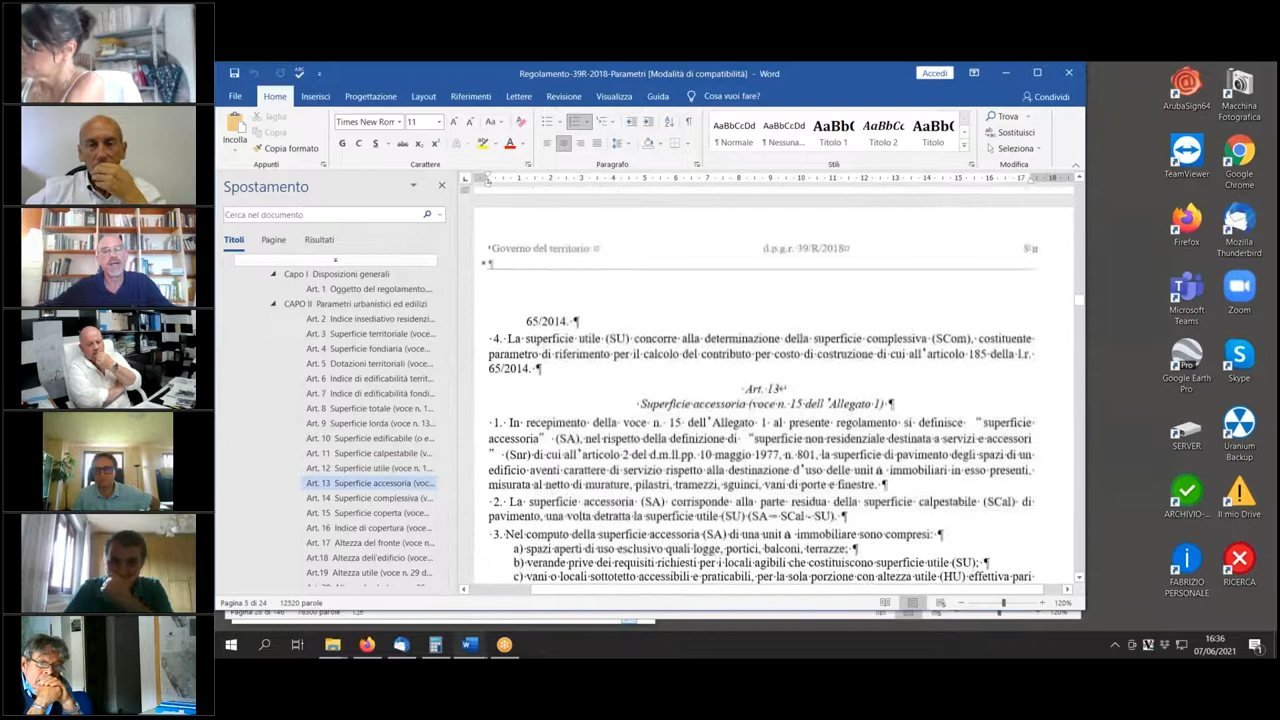 Regolamento-39R-2018-Parametri [Modalità di compatibilità] - Word
Accedi
File Home Inserisci Progettazione Layout Riferimenti Lettere Revisione Visualizza Guida Cosa vuoi fare? Condividi
Incolla
Taglia
Copia
Copia formato
Appunti
Times New Ron 11
G C S abc x₂ x²
Carattere
Paragrafo
AaBbCcDd AaBbCcDd AaBb( AaBbCc AaBb(
¶ Normale ¶ Nessuna... Titolo 1 Titolo 2 Titolo
Stili
Trova
Sostituisci
Seleziona
Modifica
Spostamento
Cerca nel documento
Titoli Pagine Risultati
Capo I Disposizioni generali
Art. 1 Oggetto del regolamento...
CAPO II Parametri urbanistici ed edilizi
Art. 2 Indice insediativo residenzi...
Art. 3 Superficie territoriale (voce...
Art. 4 Superficie fondiaria (voce...
Art. 5 Dotazioni territoriali (voce...
Art. 6 Indice di edificabilità territ...
Art. 7 Indice di edificabilità fondi...
Art. 8 Superficie totale (voce n. 1...
Art. 9 Superficie lorda (voce n. 1...
Art. 10 Superficie edificabile (o e...
Art. 11 Superficie calpestabile (v...
Art. 12 Superficie utile (voce n. 1...
Art. 13 Superficie accessoria (voc...
Art. 14 Superficie complessiva (v...
Art. 15 Superficie coperta (voce n...
Art. 16 Indice di copertura (voce...
Art. 17 Altezza del fronte (voce n...
Art.18 Altezza dell'edificio (voce...
Art.19 Altezza utile (voce n. 29 d...
Governo del territorio d.p.g.r. 39/R/2018
65/2014. ¶
4. La superficie utile (SU) concorre alla determinazione della superficie complessiva (SCom), costituente
parametro di riferimento per il calcolo del contributo per costo di costruzione di cui all'articolo 185 della l.r.
65/2014. ¶
Art. 13
Superficie accessoria (voce n. 15 dell'Allegato 1) ¶
1. In recepimento della voce n. 15 dell'Allegato 1 al presente regolamento si definisce "superficie
accessoria" (SA), nel rispetto della definizione di "superficie non residenziale destinata a servizi e accessori
" (Snr) di cui all'articolo 2 del d.m.ll.pp. 10 maggio 1977, n. 801, la superficie di pavimento degli spazi di un
edificio aventi carattere di servizio rispetto alla destinazione d'uso delle unità immobiliari in esso presenti,
misurata al netto di murature, pilastri, tramezzi, sguinci, vani di porte e finestre. ¶
2. La superficie accessoria (SA) corrisponde alla parte residua della superficie calpestabile (SCal) di
pavimento, una volta detratta la superficie utile (SU) (SA = SCal - SU). ¶
3. Nel computo della superficie accessoria (SA) di una unità immobiliare sono compresi: ¶
a) spazi aperti di uso esclusivo quali logge, portici, balconi, terrazze; ¶
b) verande prive dei requisiti richiesti per i locali agibili che costituiscono superficie utile (SU); ¶
c) vani o locali sottotetto accessibili e praticabili, per la sola porzione con altezza utile (HU) effettiva pari
Pagina 5 di 24 12520 parole
120%
120%
ArubaSign64
Macchina Fotografica
TeamViewer
Google Chrome
Firefox
Mozilla Thunderbird
Microsoft Teams
Zoom
Google Earth Pro
Skype
SERVER
Uranium Backup
ARCHIVIO-...
Il mio Drive
FABRIZIO PERSONALE
RICERCA
16:36
07/06/2021